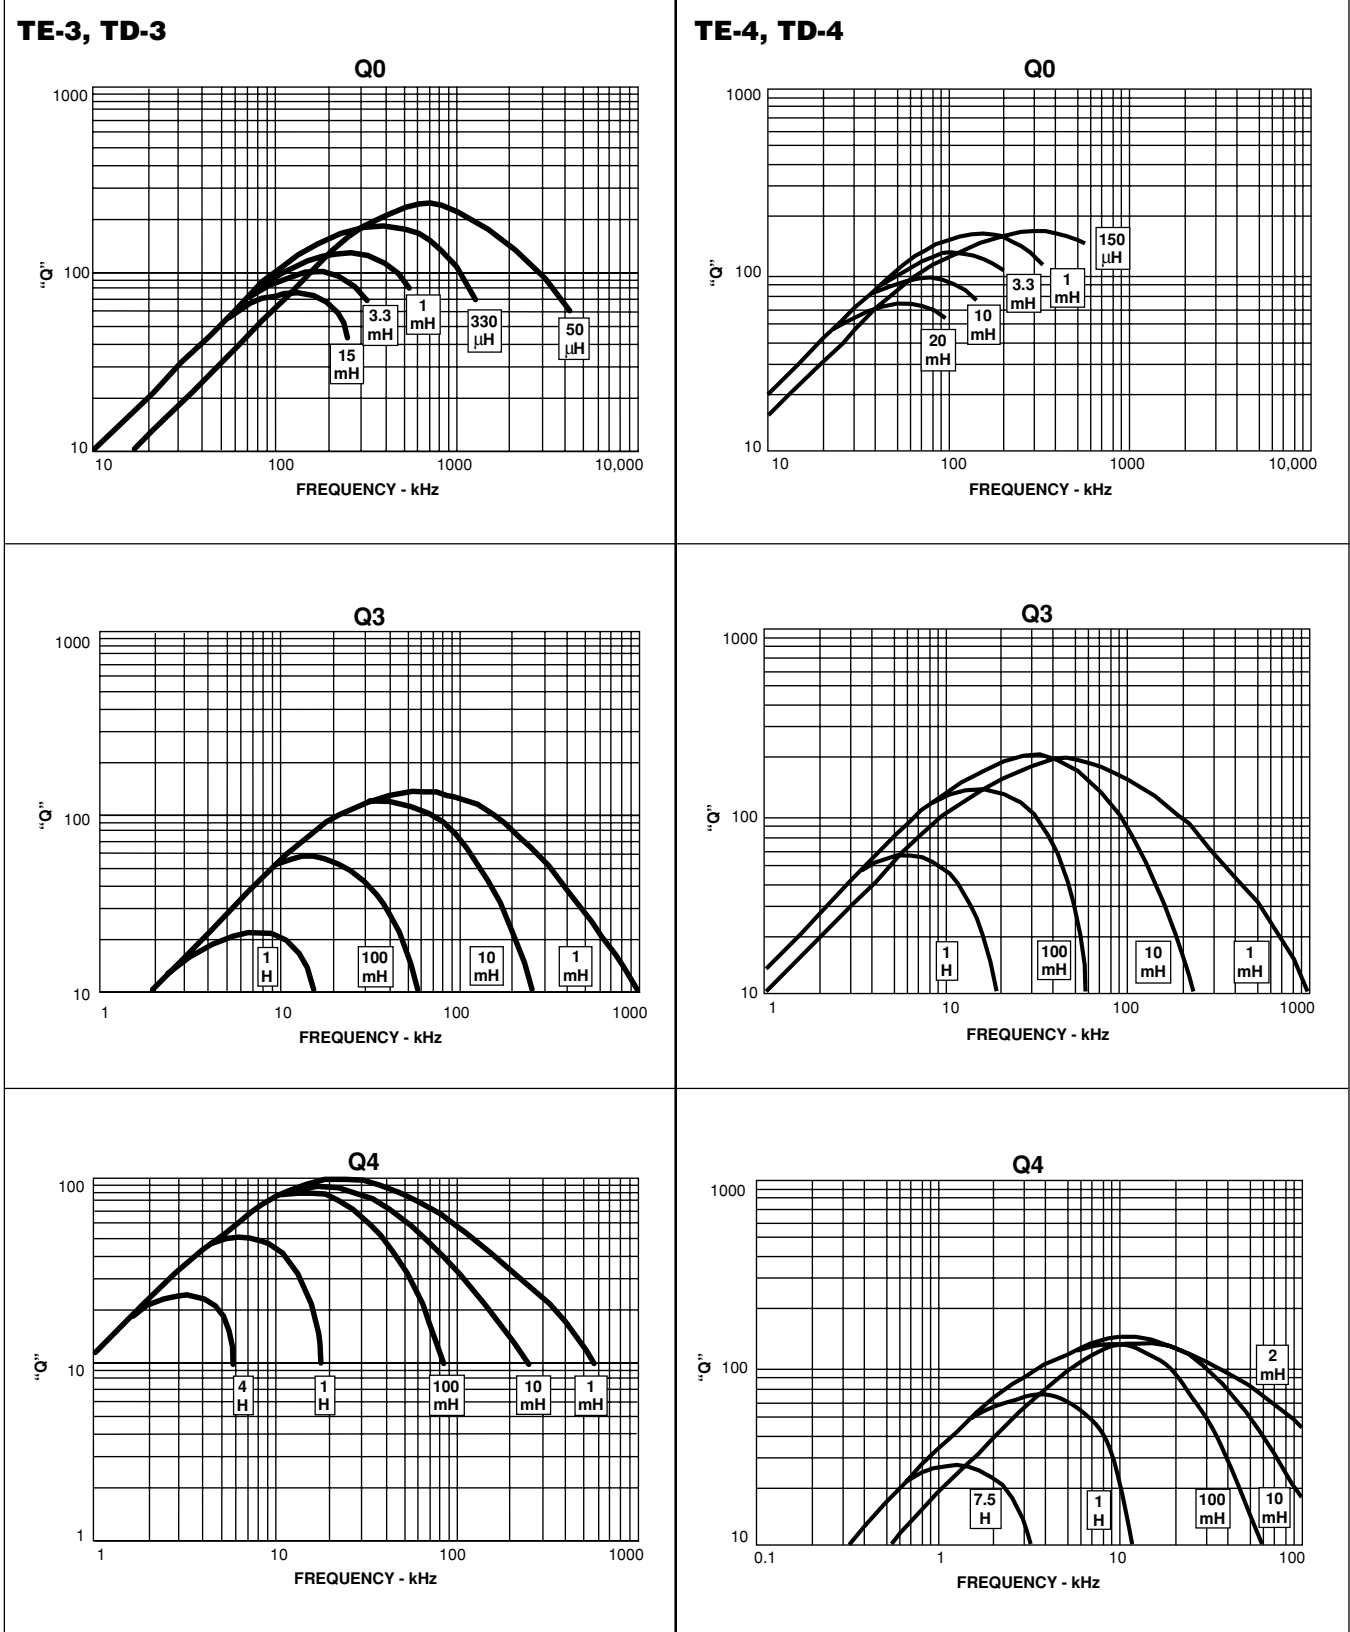 TE-3, TD-3
Q0
1000
100
10
"Q"
3.3
mH
1
mH
330
µH
50
µH
15
mH
10 100 1000 10,000
FREQUENCY - kHz
Q3
1000
100
10
"Q"
1
H
100
mH
10
mH
1
mH
1 10 100 1000
FREQUENCY - kHz
Q4
100
10
1
"Q"
4
H
1
H
100
mH
10
mH
1
mH
1 10 100 1000
FREQUENCY - kHz
TE-4, TD-4
Q0
1000
100
10
"Q"
150
µH
1
mH
3.3
mH
10
mH
20
mH
10 100 1000 10,000
FREQUENCY - kHz
Q3
1000
100
10
"Q"
1
H
100
mH
10
mH
1
mH
1 10 100 1000
FREQUENCY - kHz
Q4
1000
100
10
"Q"
2
mH
7.5
H
1
H
100
mH
10
mH
0.1 1 10 100
FREQUENCY - kHz